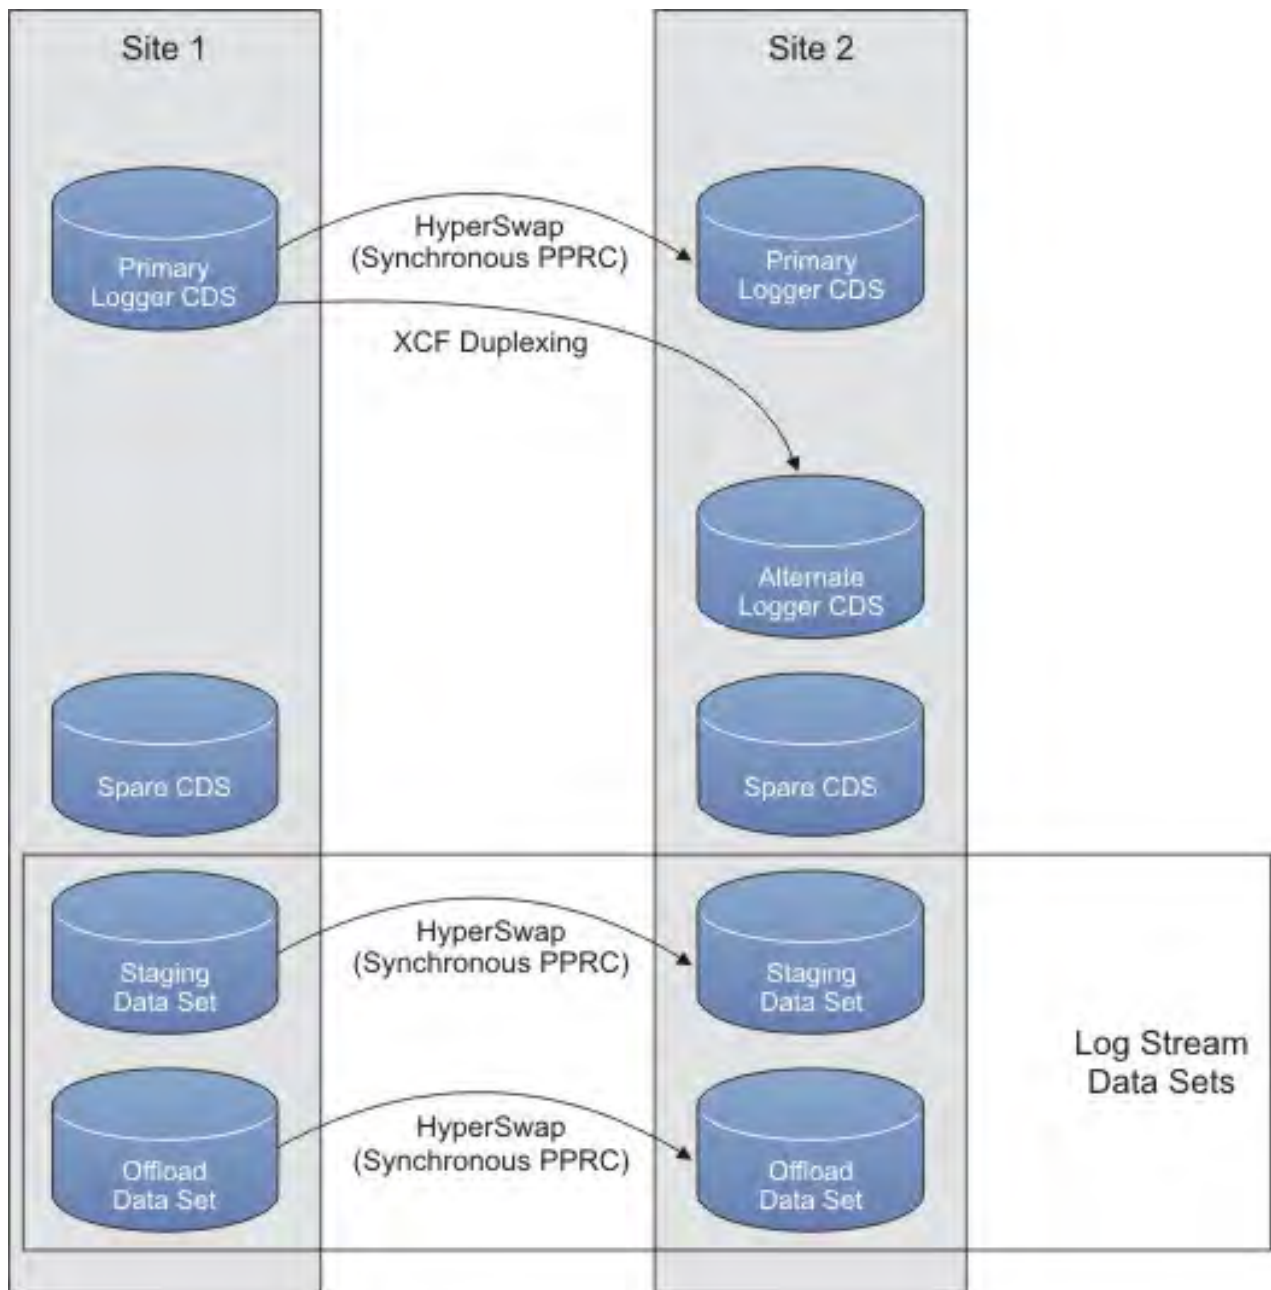 Site 1
Site 2
Primary
Logger CDS
HyperSwap
(Synchronous PPRC)
Primary
Logger CDS
XCF Duplexing
Alternate
Logger CDS
Spare CDS
Spare CDS
Staging
Data Set
HyperSwap
(Synchronous PPRC)
Staging
Data Set
Log Stream
Data Sets
Offload
Data Set
HyperSwap
(Synchronous PPRC)
Offload
Data Set